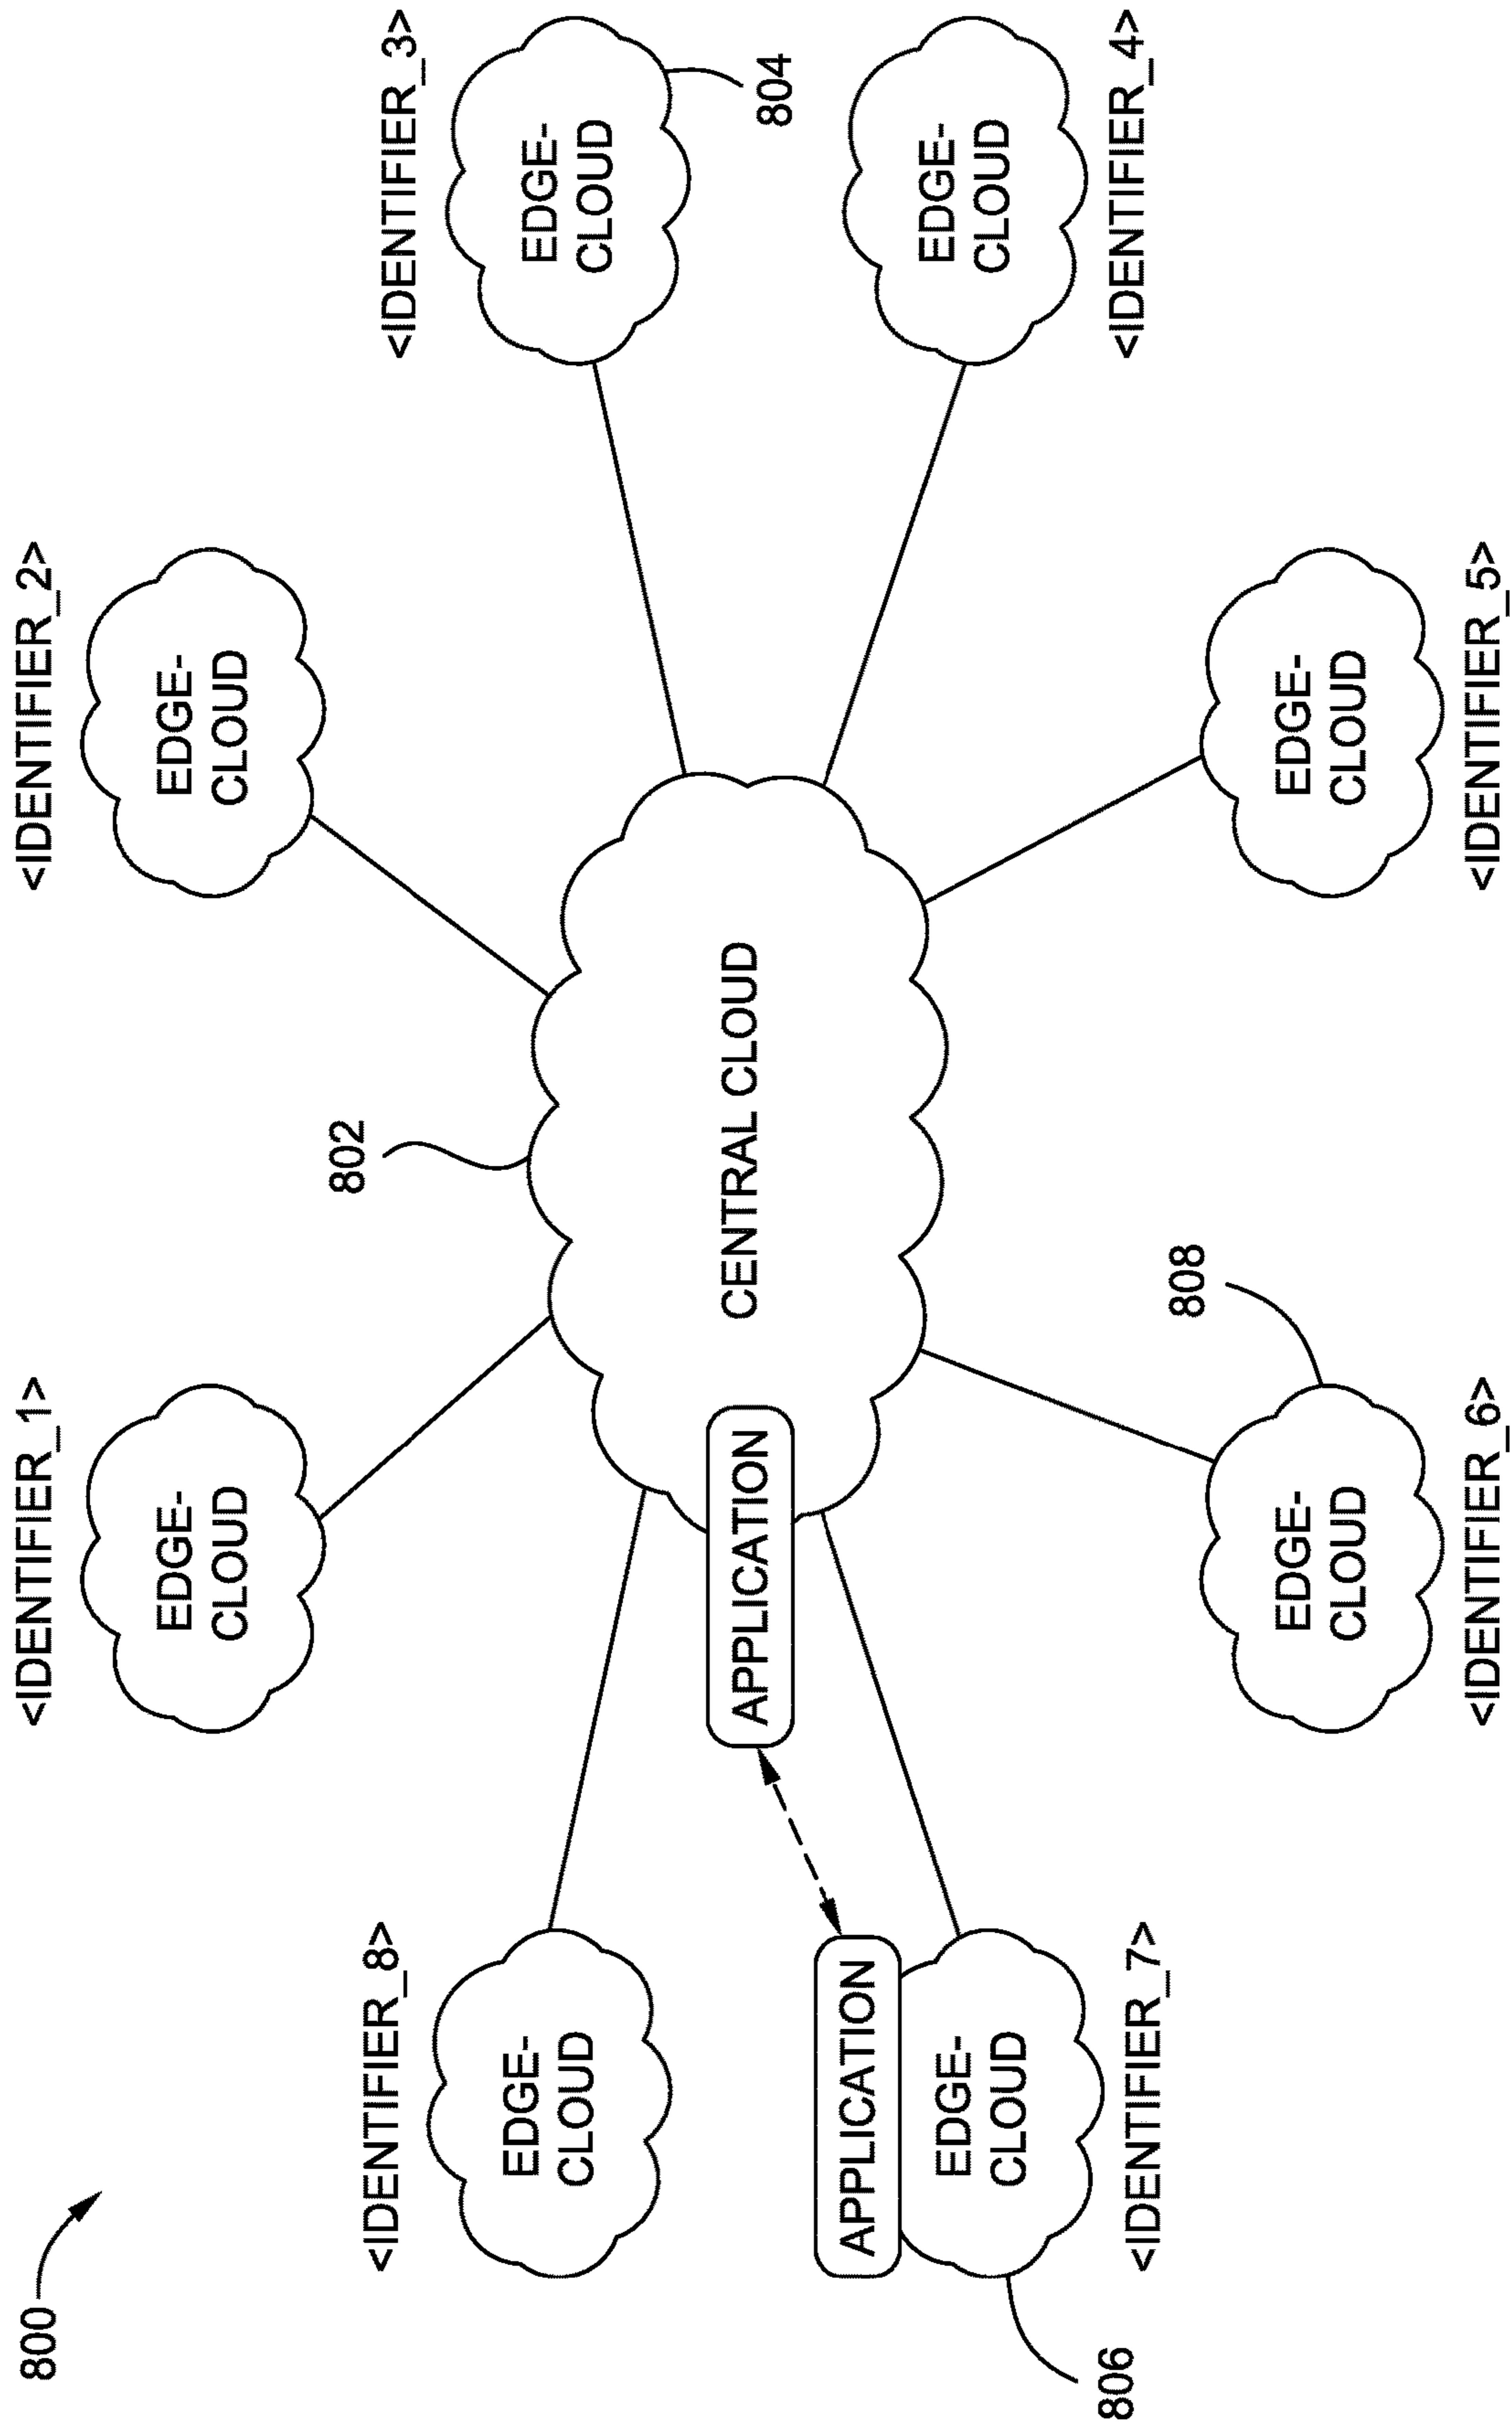 800
<IDENTIFIER_1>
EDGE-
CLOUD
<IDENTIFIER_2>
EDGE-
CLOUD
<IDENTIFIER_8>
EDGE-
CLOUD
802
<IDENTIFIER_3>
EDGE-
CLOUD
804
APPLICATION
CENTRAL CLOUD
APPLICATION
EDGE-
CLOUD
<IDENTIFIER_7>
806
EDGE-
CLOUD
<IDENTIFIER_4>
808
EDGE-
CLOUD
<IDENTIFIER_6>
EDGE-
CLOUD
<IDENTIFIER_5>